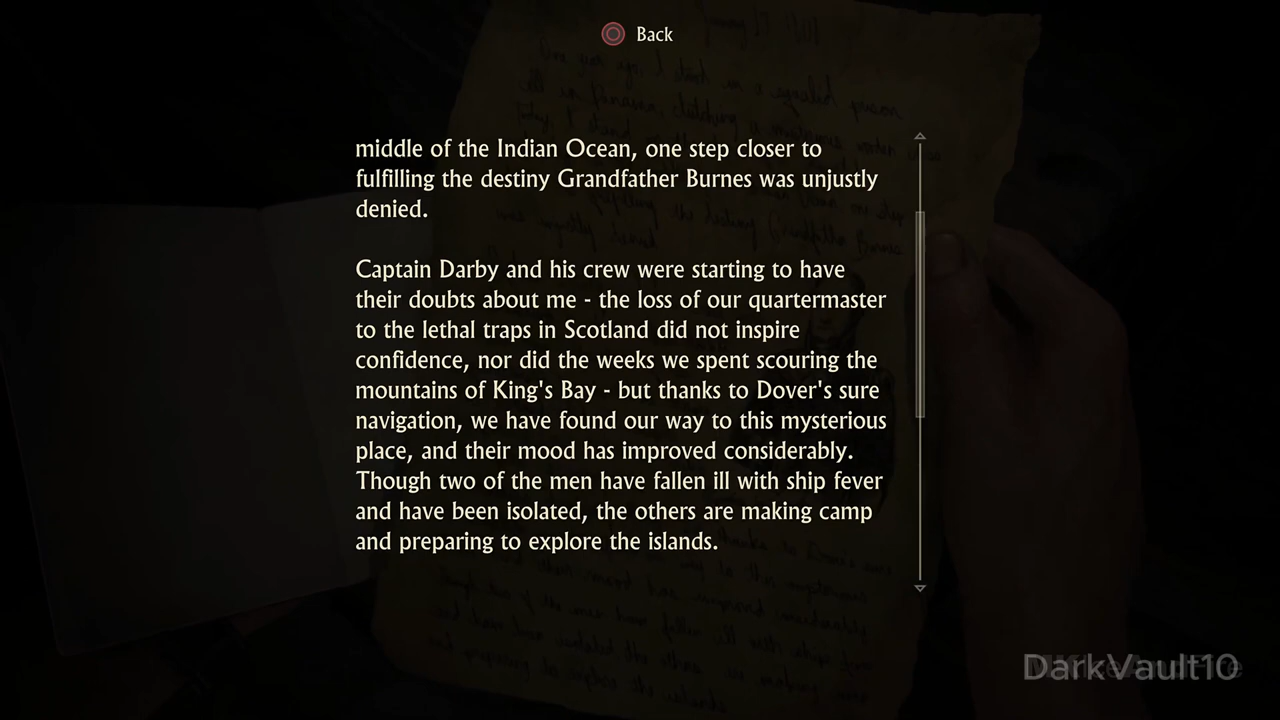 Back
middle of the Indian Ocean, one step closer to
fulfilling the destiny Grandfather Burnes was unjustly
denied.
Captain Darby and his crew were starting to have
their doubts about me - the loss of our quartermaster
to the lethal traps in Scotland did not inspire
confidence, nor did the weeks we spent scouring the
mountains of King's Bay - but thanks to Dover's sure
navigation, we have found our way to this mysterious
place, and their mood has improved considerably.
Though two of the men have fallen ill with ship fever
and have been isolated, the others are making camp
and preparing to explore the islands.
DarkVault10